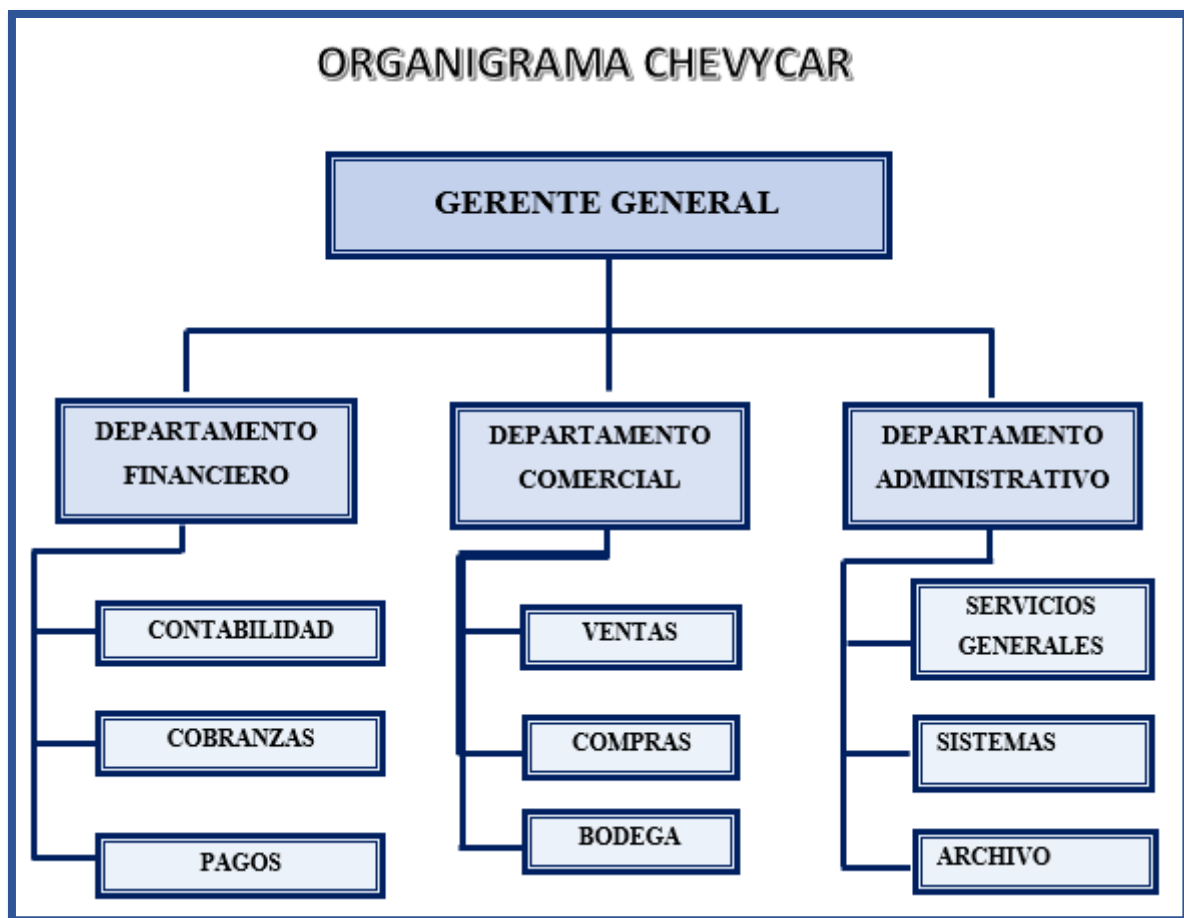 ORGANIGRAMA CHEVYCAR
GERENTE GENERAL
DEPARTAMENTO
FINANCIERO
CONTABILIDAD
COBRANZAS
PAGOS
DEPARTAMENTO
COMERCIAL
VENTAS
COMPRAS
BODEGA
DEPARTAMENTO
ADMINISTRATIVO
SERVICIOS
GENERALES
SISTEMAS
ARCHIVO